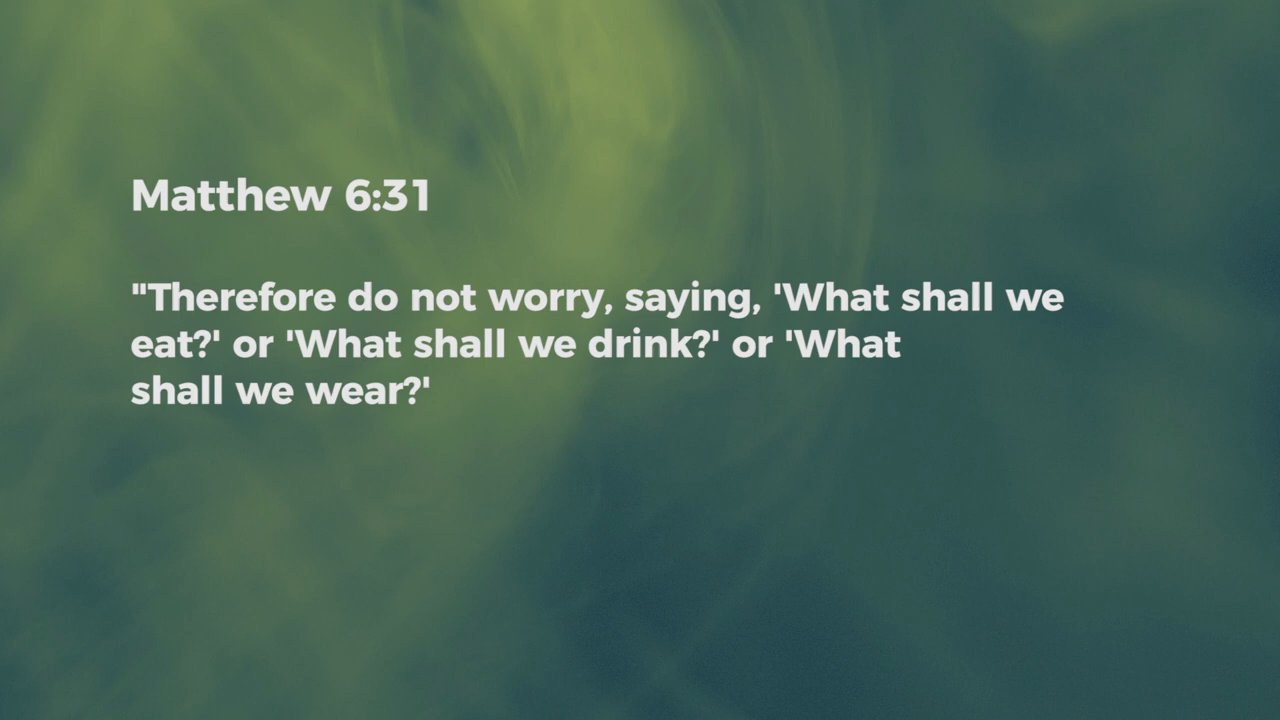 Matthew 6:31
"Therefore do not worry, saying, 'What shall we
eat?' or 'What shall we drink?' or 'What
shall we wear?'